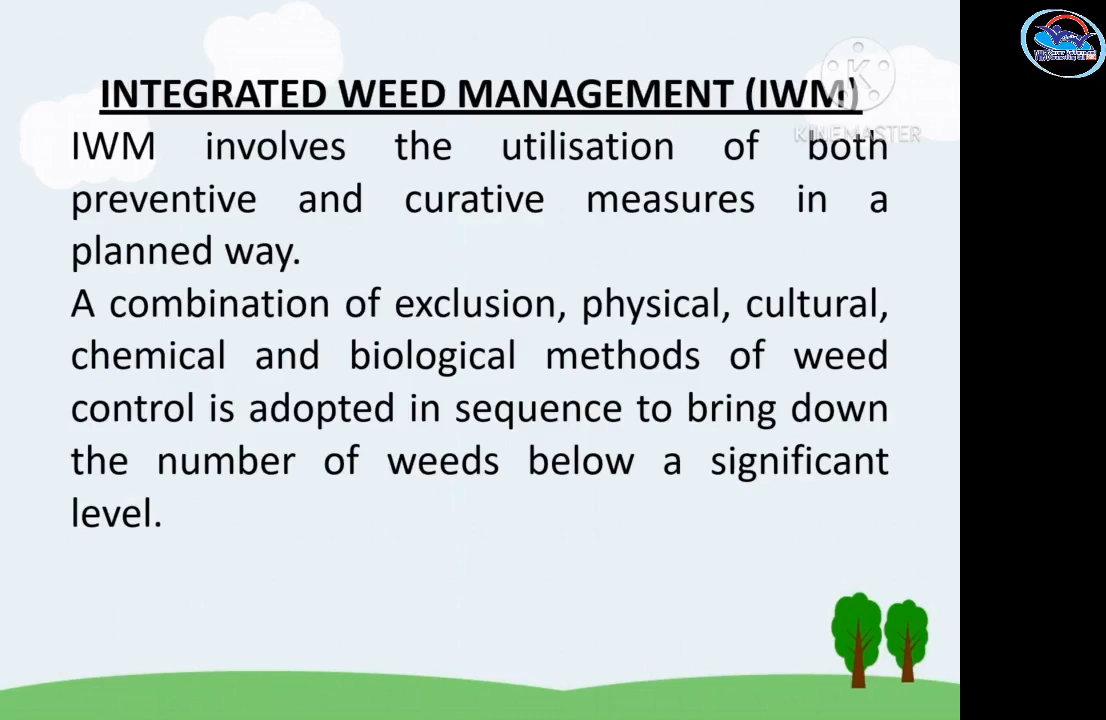 INTEGRATED WEED MANAGEMENT (IWM)
KINEMASTER
IWM involves the utilisation of both
preventive and curative measures in a
planned way.
A combination of exclusion, physical, cultural,
chemical and biological methods of weed
control is adopted in sequence to bring down
the number of weeds below a significant
level.